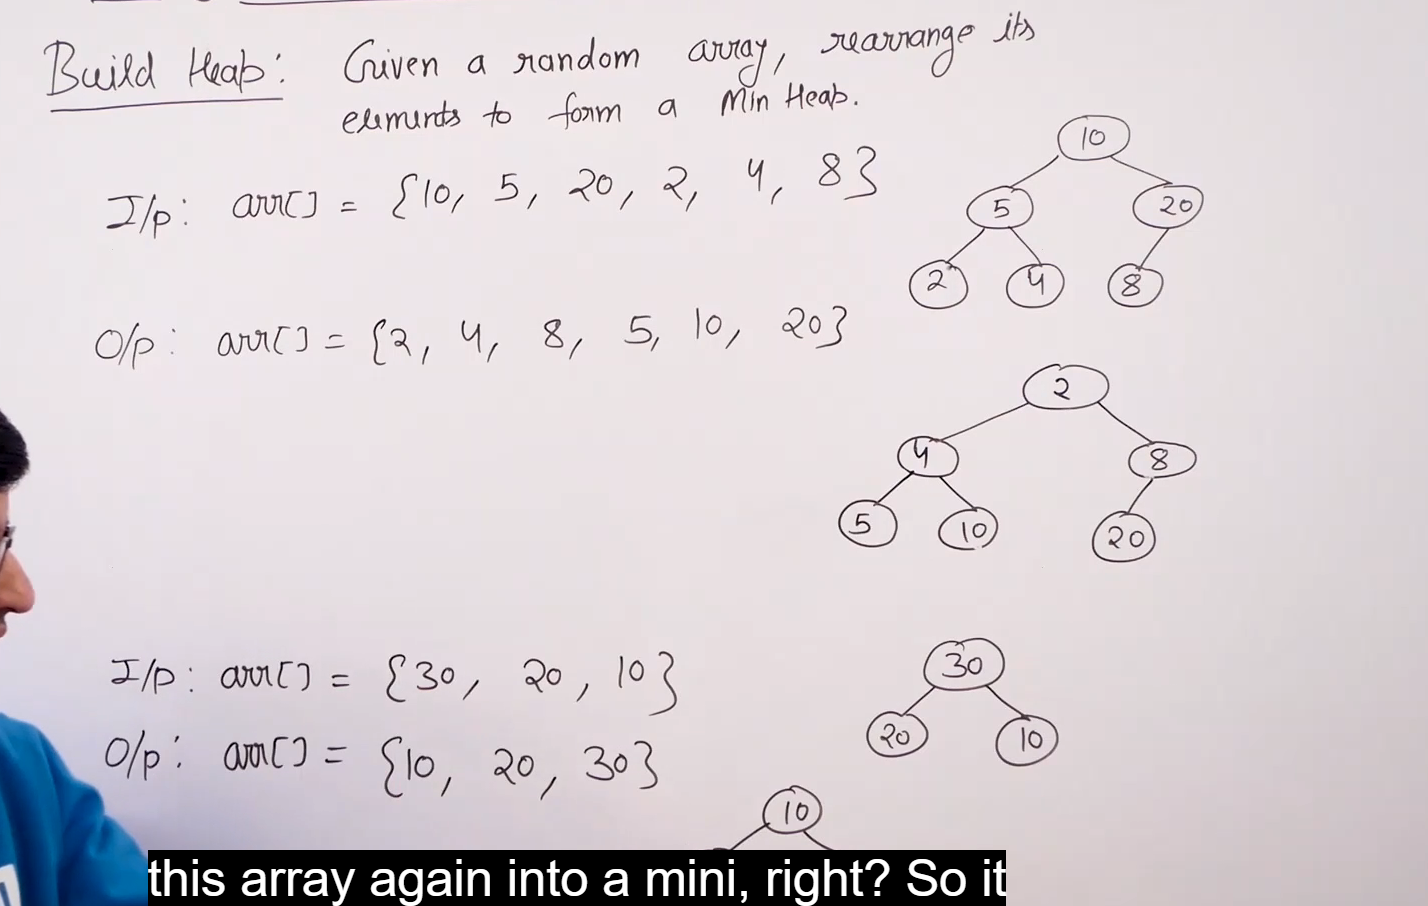 Build Heap: Given a random array, rearrange its
elements to form a Min Heap.
I/p: arr[] = {10, 5, 20, 2, 4, 8}
10
5 20
2 4 8
O/p: arr[] = {2, 4, 8, 5, 10, 20}
2
4 8
5 10 20
I/p: arr[] = {30, 20, 10}
30
20 10
O/p: arr[] = {10, 20, 30}
10
this array again into a mini, right? So it